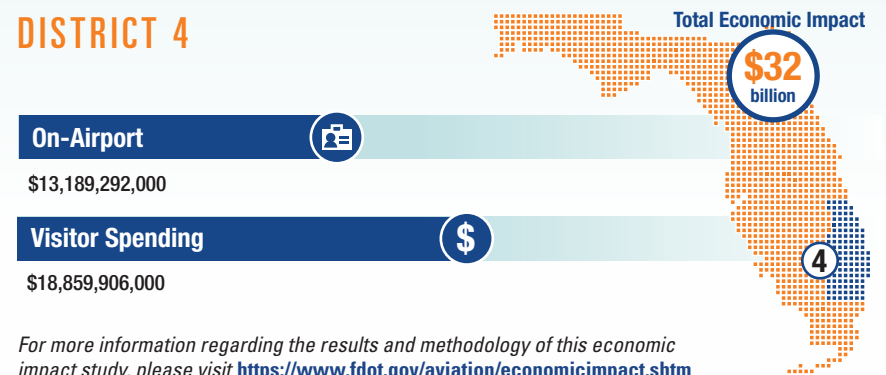 DISTRICT 4
Total Economic Impact
$32
billion
On-Airport
$13,189,292,000
Visitor Spending
$
$18,859,906,000
4
For more information regarding the results and methodology of this economic
impact study, please visit https://www.fdot.gov/aviation/economicimpact.shtm